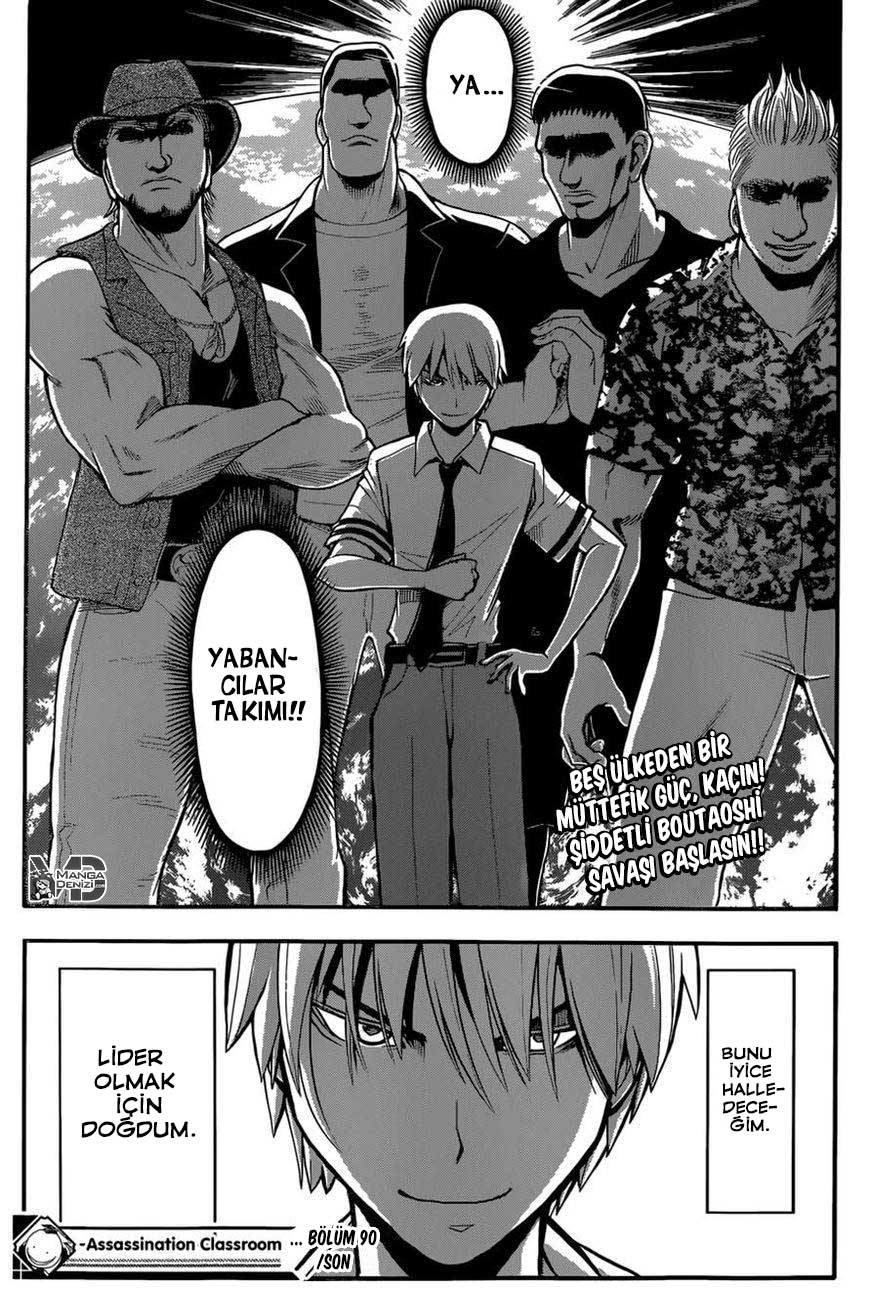 YA...
YABAN-
CILAR
TAKIMI!!
BEŞ ÜLKEDEN BİR
MÜTTEFİK GÜÇ, KAÇIN!
ŞİDDETLİ BOUTAOSHİ
SAVAŞI BAŞLASIN!!
MANGA
DENİZİ
BUNU
İYİCE
HALLE-
DECE-
ĞİM.
LİDER
OLMAK
İÇİN
DOĞDUM.
-Assassination Classroom ... BÖLÜM 90
/SON